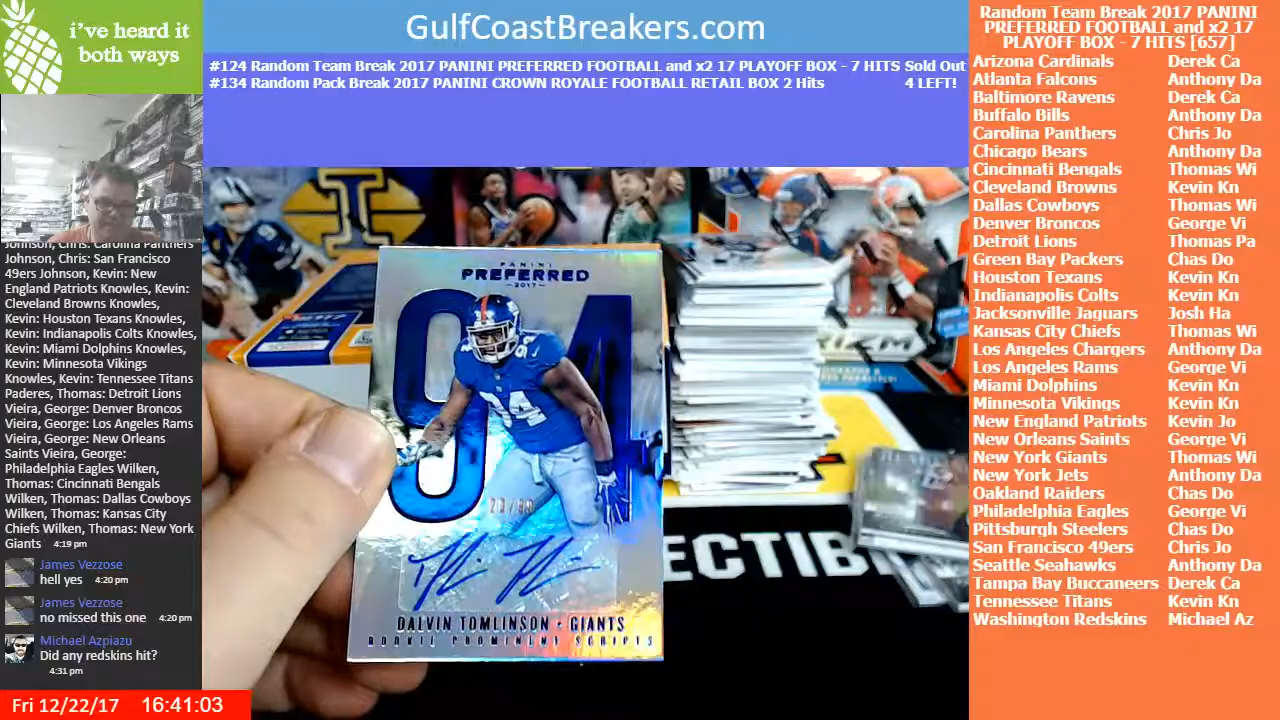 i've heard it
both ways
GulfCoastBreakers.com
#124 Random Team Break 2017 PANINI PREFERRED FOOTBALL and x2 17 PLAYOFF BOX - 7 HITS Sold Out
#134 Random Pack Break 2017 PANINI CROWN ROYALE FOOTBALL RETAIL BOX 2 Hits 4 LEFT!
Random Team Break 2017 PANINI
PREFERRED FOOTBALL and x2 17
PLAYOFF BOX - 7 HITS [657]
Arizona Cardinals Derek Ca
Atlanta Falcons Anthony Da
Baltimore Ravens Derek Ca
Buffalo Bills Anthony Da
Carolina Panthers Chris Jo
Chicago Bears Anthony Da
Cincinnati Bengals Thomas Wi
Cleveland Browns Kevin Kn
Dallas Cowboys Thomas Wi
Denver Broncos George Vi
Detroit Lions Thomas Pa
Green Bay Packers Chas Do
Houston Texans Kevin Kn
Indianapolis Colts Kevin Kn
Jacksonville Jaguars Josh Ha
Kansas City Chiefs Thomas Wi
Los Angeles Chargers Anthony Da
Los Angeles Rams George Vi
Miami Dolphins Kevin Kn
Minnesota Vikings Kevin Kn
New England Patriots Kevin Jo
New Orleans Saints George Vi
New York Giants Thomas Wi
New York Jets Anthony Da
Oakland Raiders Chas Do
Philadelphia Eagles George Vi
Pittsburgh Steelers Chas Do
San Francisco 49ers Chris Jo
Seattle Seahawks Anthony Da
Tampa Bay Buccaneers Derek Ca
Tennessee Titans Kevin Kn
Washington Redskins Michael Az
Johnson, Chris: Carolina Panthers
Johnson, Chris: San Francisco
49ers Johnson, Kevin: New
England Patriots Knowles, Kevin:
Cleveland Browns Knowles,
Kevin: Houston Texans Knowles,
Kevin: Indianapolis Colts Knowles,
Kevin: Miami Dolphins Knowles,
Kevin: Minnesota Vikings
Knowles, Kevin: Tennessee Titans
Paderes, Thomas: Detroit Lions
Vieira, George: Denver Broncos
Vieira, George: Los Angeles Rams
Vieira, George: New Orleans
Saints Vieira, George:
Philadelphia Eagles Wilken,
Thomas: Cincinnati Bengals
Wilken, Thomas: Dallas Cowboys
Wilken, Thomas: Kansas City
Chiefs Wilken, Thomas: New York
Giants 4:19 pm
James Vezzose
hell yes 4:20 pm
James Vezzose
no missed this one 4:20 pm
Michael Azpiazu
Did any redskins hit?
4:31 pm
Fri 12/22/17 16:41:03
PANINI
PREFERRED
2017
94
94
DALVIN TOMLINSON - GIANTS
ROOKIE PROMINENT SCRIPTS
ECTIB